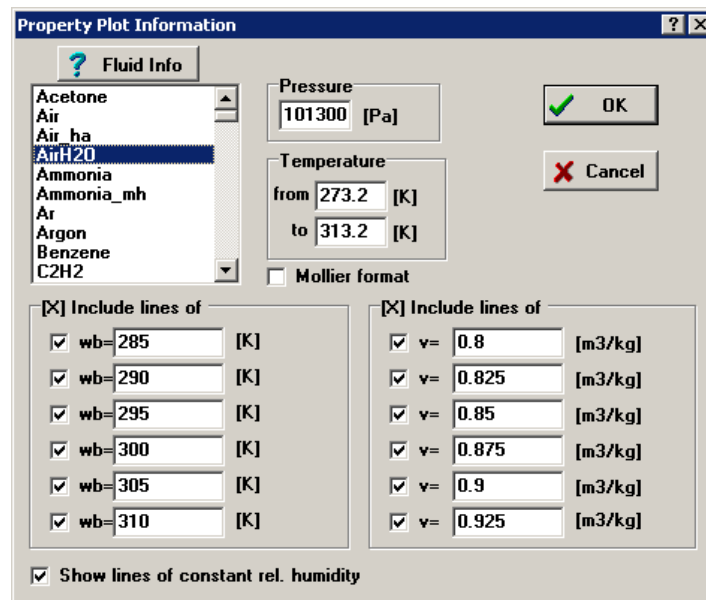 Property Plot Information
Fluid Info
Acetone
Air
Air_ha
AirH2O
Ammonia
Ammonia_mh
Ar
Argon
Benzene
C2H2
Pressure
101300 [Pa]
Temperature
from 273.2 [K]
to 313.2 [K]
Mollier format
OK
Cancel
[X] Include lines of
wb= 285 [K]
wb= 290 [K]
wb= 295 [K]
wb= 300 [K]
wb= 305 [K]
wb= 310 [K]
[X] Include lines of
v= 0.8 [m3/kg]
v= 0.825 [m3/kg]
v= 0.85 [m3/kg]
v= 0.875 [m3/kg]
v= 0.9 [m3/kg]
v= 0.925 [m3/kg]
Show lines of constant rel. humidity